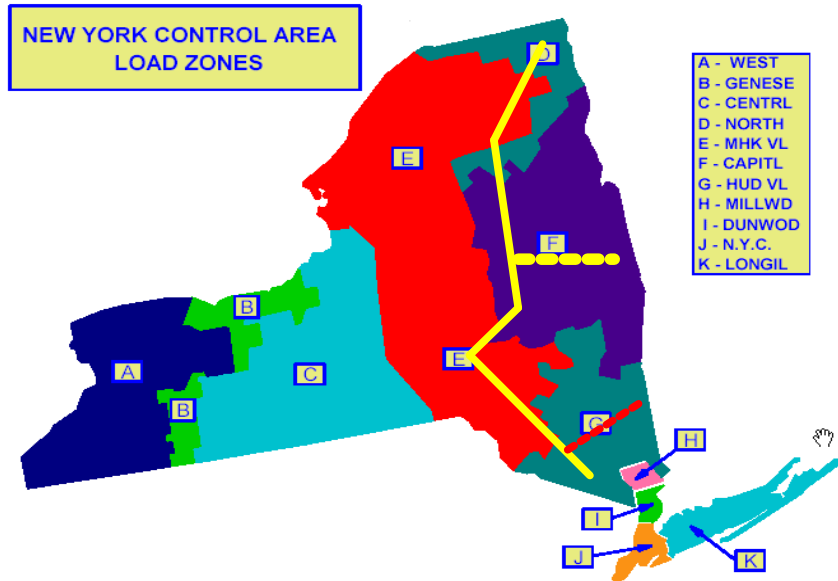 NEW YORK CONTROL AREA
LOAD ZONES
A - WEST
B - GENESE
C - CENTRL
D - NORTH
E - MHK VL
F - CAPITL
G - HUD VL
H - MILLWD
I - DUNWOD
J - N.Y.C.
K - LONGIL
D
E
F
B
E
A
C
B
G
H
I
J
K